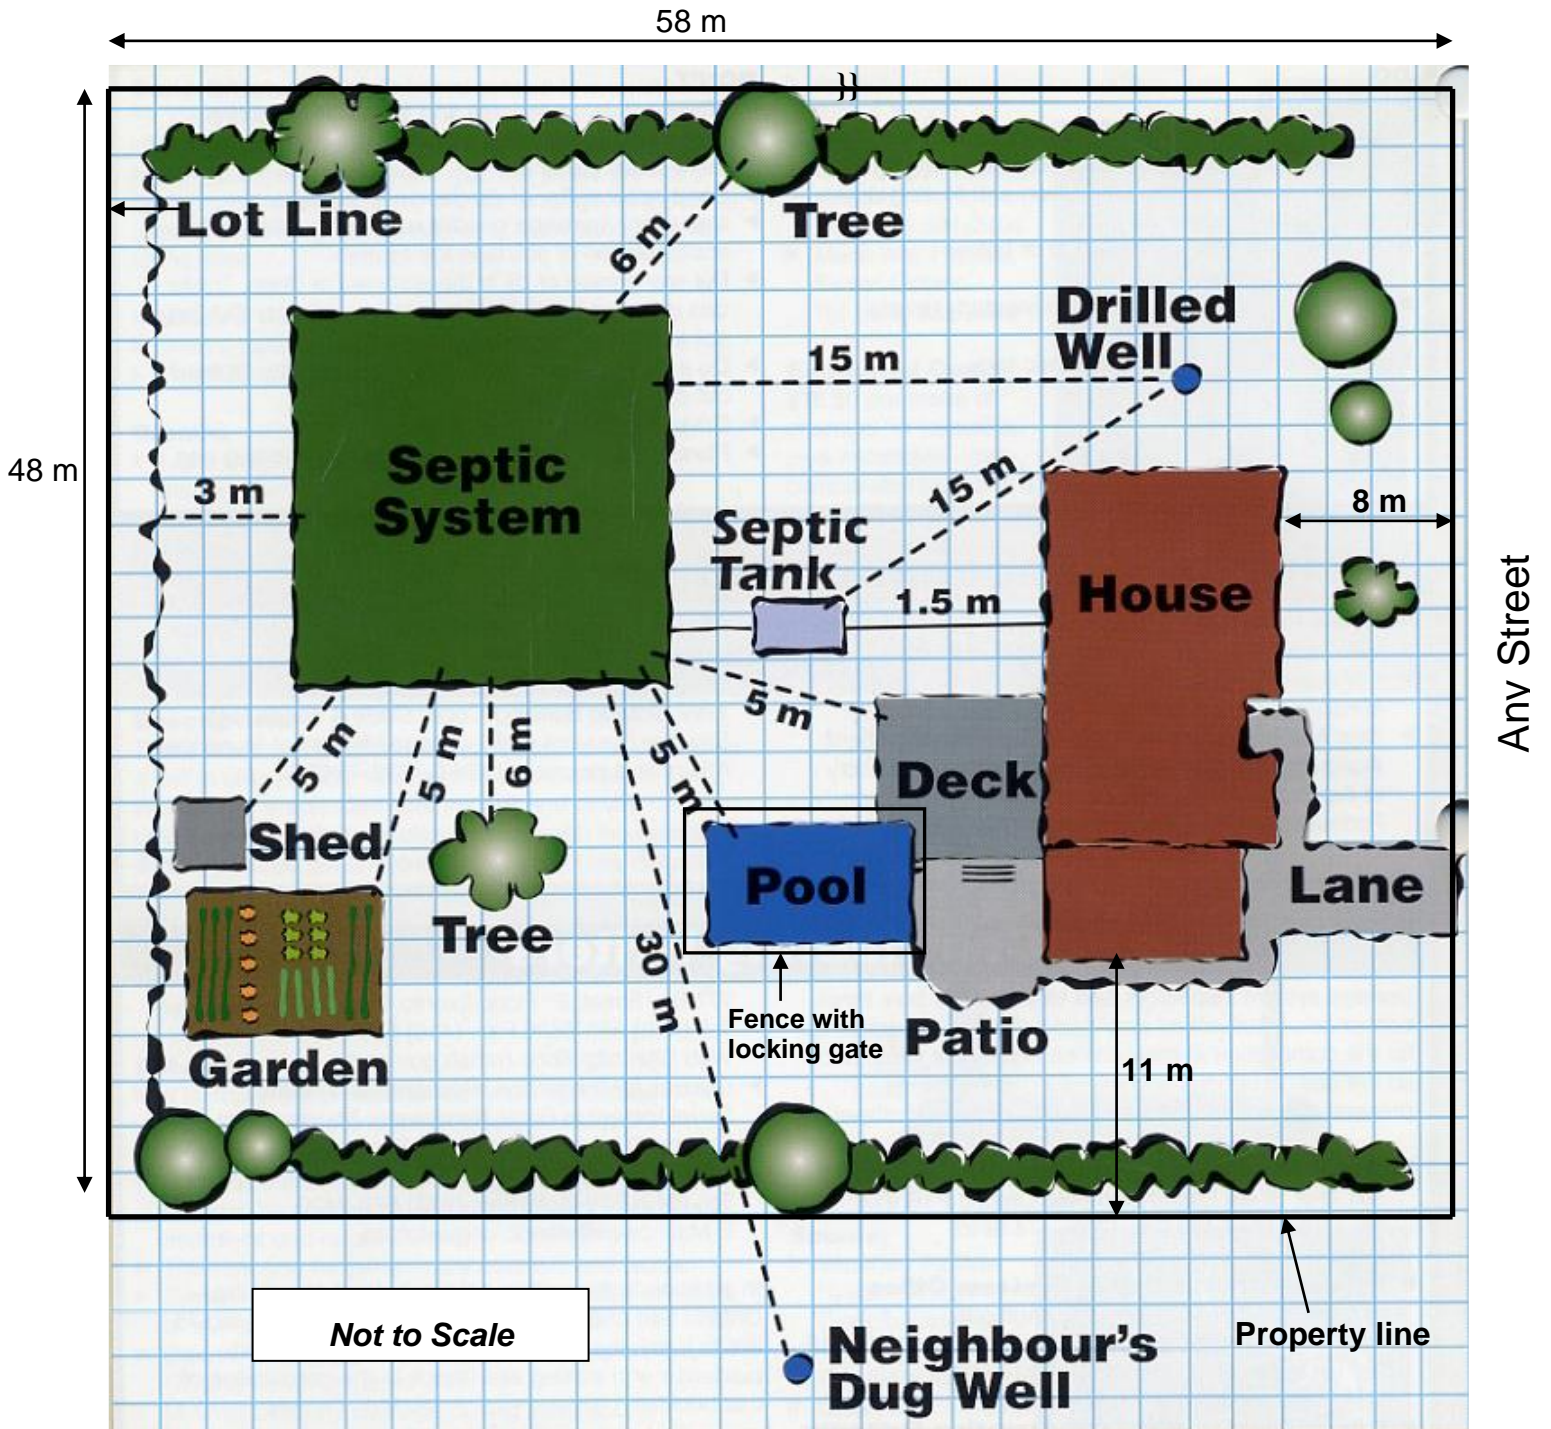 58 m
}}
Lot Line
Tree
6 m
Drilled
Well
15 m
48 m
Septic
System
3 m
15 m
8 m
Septic
Tank
1.5 m
House
Any Street
5 m
5 m
5 m
6 m
5 m
Deck
Shed
Pool
Lane
Tree
30 m
Fence with
locking gate
Patio
Garden
11 m
Not to Scale
Property line
Neighbour's
Dug Well